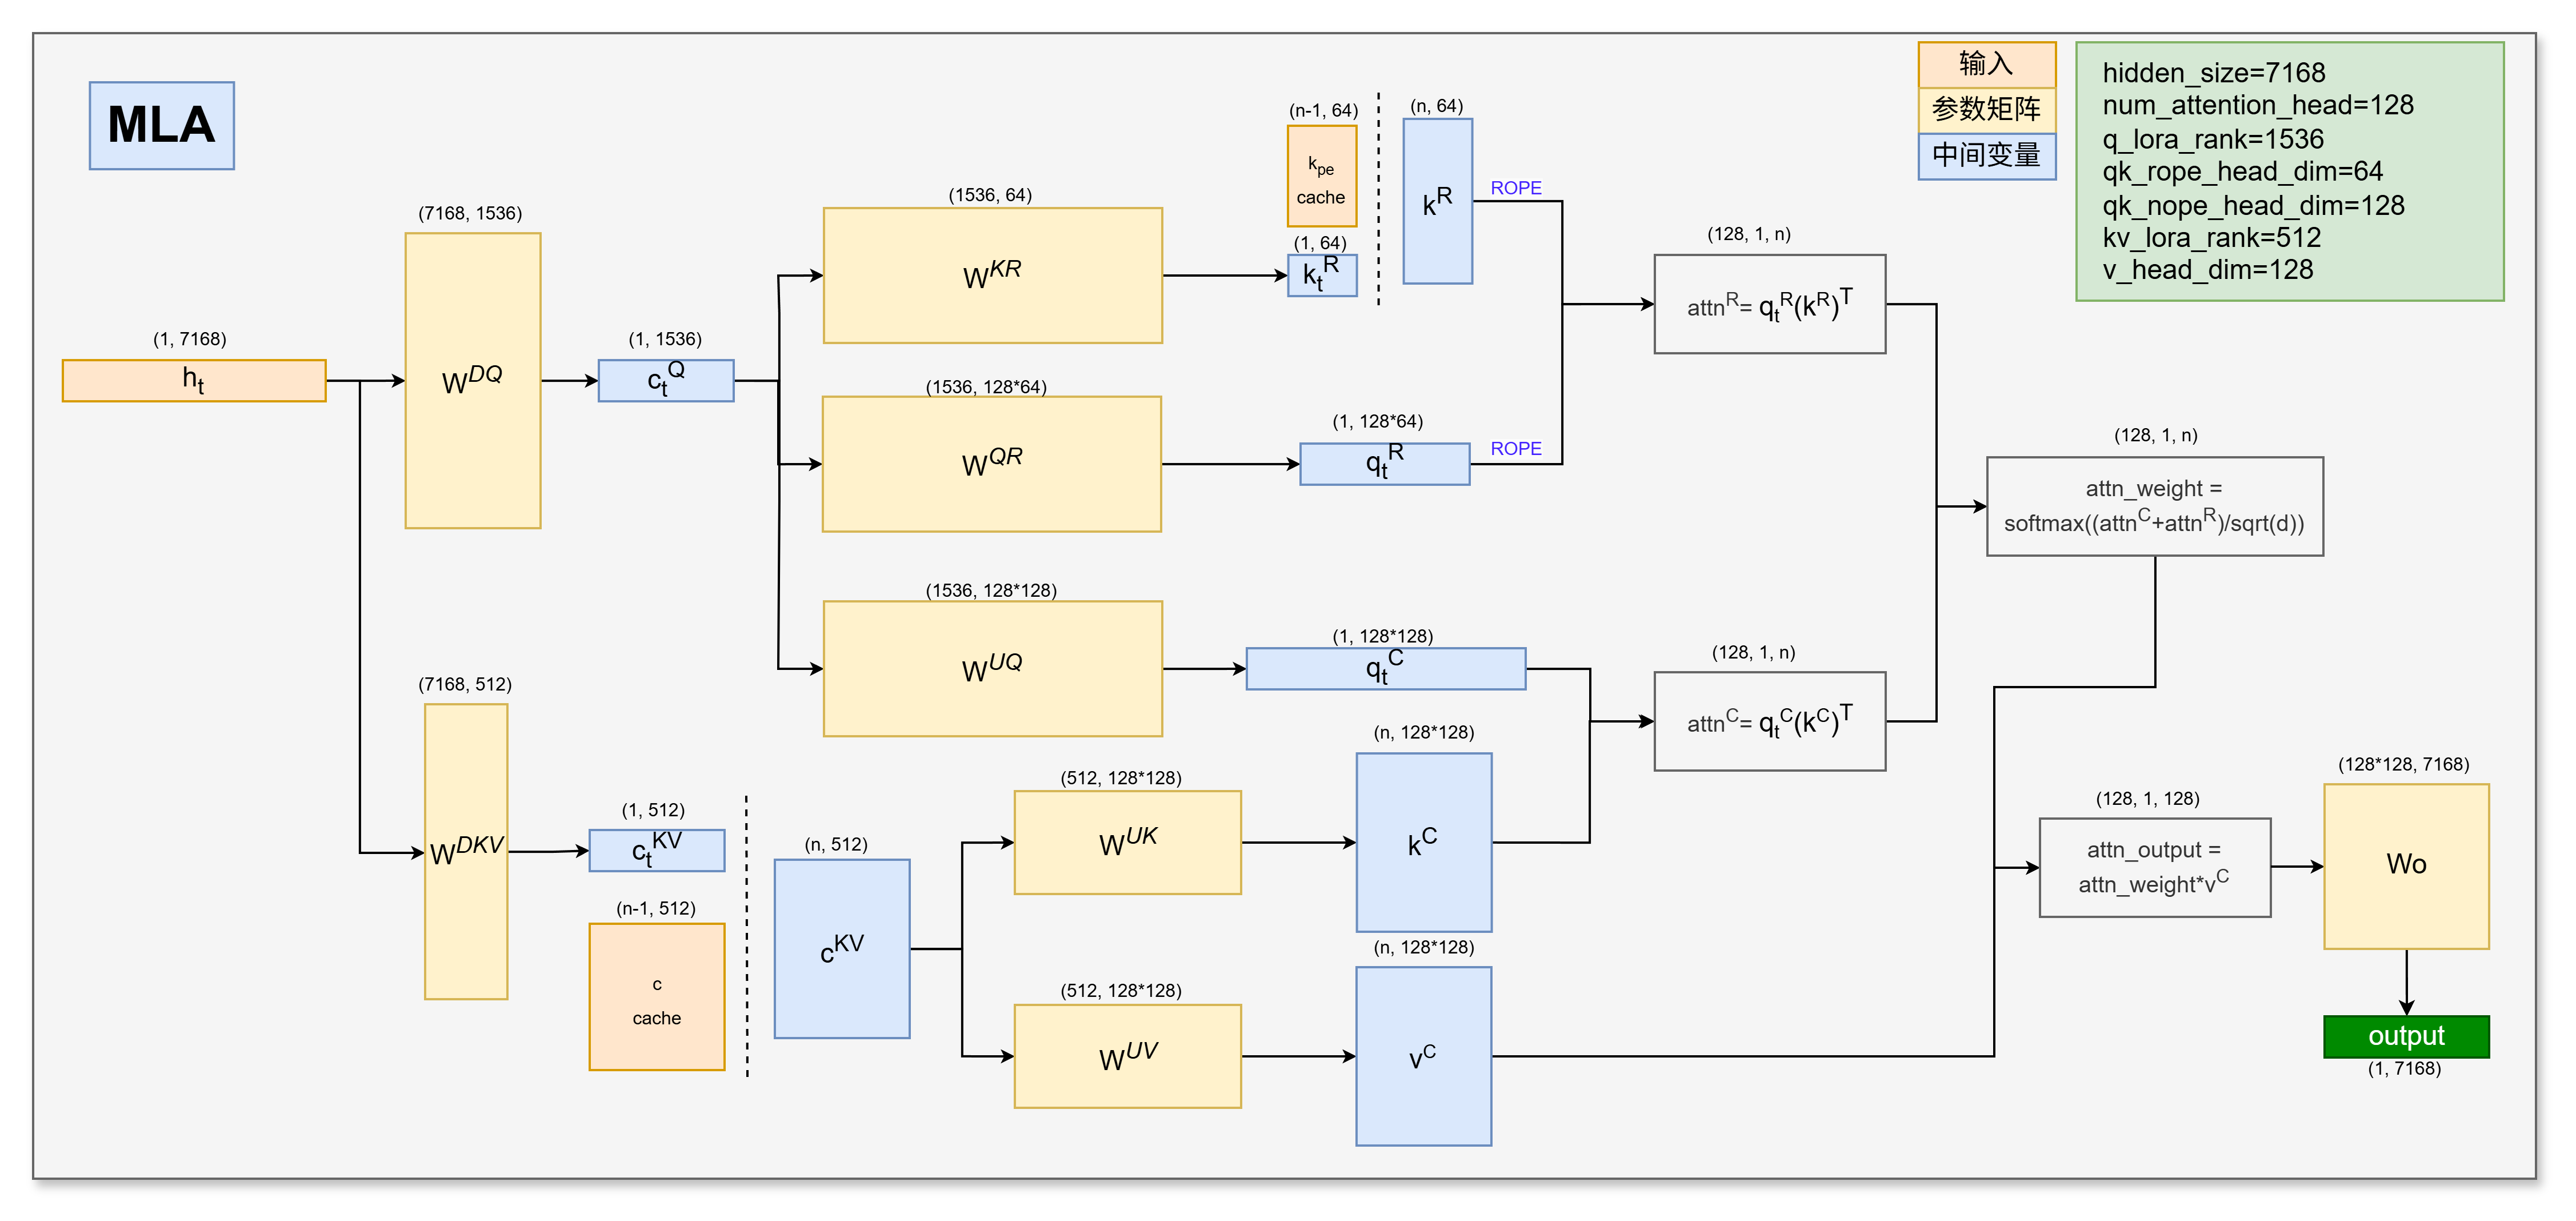 MLA
输入
参数矩阵
中间变量
hidden_size=7168
num_attention_head=128
q_lora_rank=1536
qk_rope_head_dim=64
qk_nope_head_dim=128
kv_lora_rank=512
v_head_dim=128
(1, 7168)
h_t
(7168, 1536)
W^DQ
(1, 1536)
c_t^Q
(1536, 64)
W^KR
(n-1, 64)
k_pe
cache
(1, 64)
k_t^R
(n, 64)
k^R
ROPE
(1536, 128*64)
W^QR
(1, 128*64)
q_t^R
ROPE
(128, 1, n)
attn^R= q_t^R(k^R)^T
(1536, 128*128)
W^UQ
(1, 128*128)
q_t^C
(128, 1, n)
attn^C= q_t^C(k^C)^T
(128, 1, n)
attn_weight =
softmax((attn^C+attn^R)/sqrt(d))
(7168, 512)
W^DKV
(1, 512)
c_t^KV
(n-1, 512)
c
cache
(n, 512)
c^KV
(512, 128*128)
W^UK
(n, 128*128)
k^C
(512, 128*128)
W^UV
(n, 128*128)
v^C
(128, 1, 128)
attn_output =
attn_weight*v^C
(128*128, 7168)
Wo
output
(1, 7168)